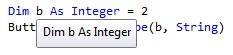 Dim b As Integer = 2
Butt pe(b, String)
Dim b As Integer